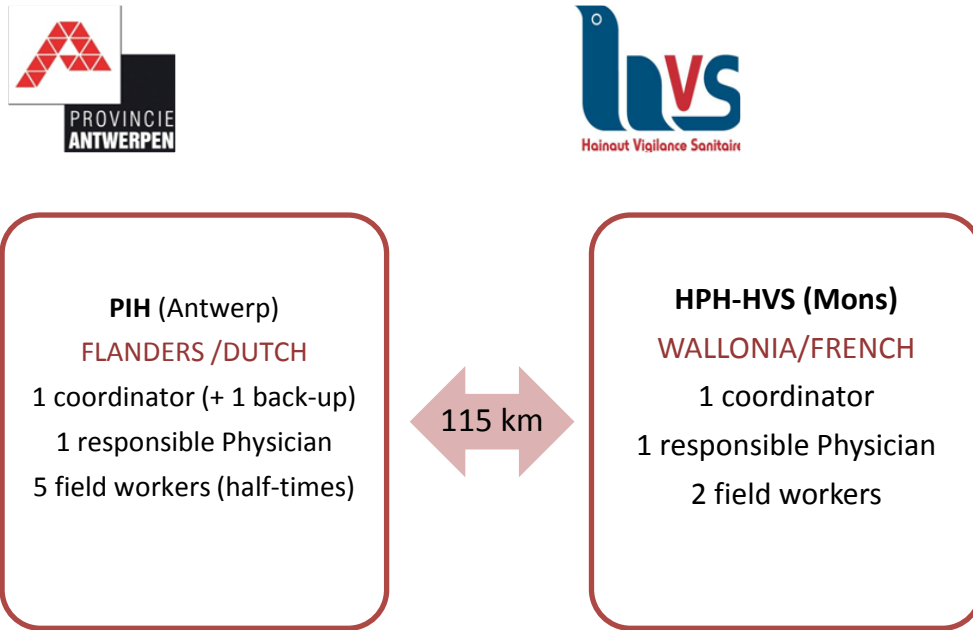 PROVINCIE
ANTWERPEN
hvs
Hainaut Vigilance Sanitaire
PIH (Antwerp)
FLANDERS /DUTCH
1 coordinator (+ 1 back-up)
1 responsible Physician
5 field workers (half-times)
115 km
HPH-HVS (Mons)
WALLONIA/FRENCH
1 coordinator
1 responsible Physician
2 field workers